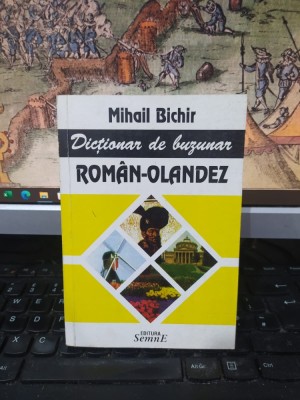 Mihail Bichir
Dicționar de buzunar
ROMÂN-OLANDEZ
EDITURA
SemnE